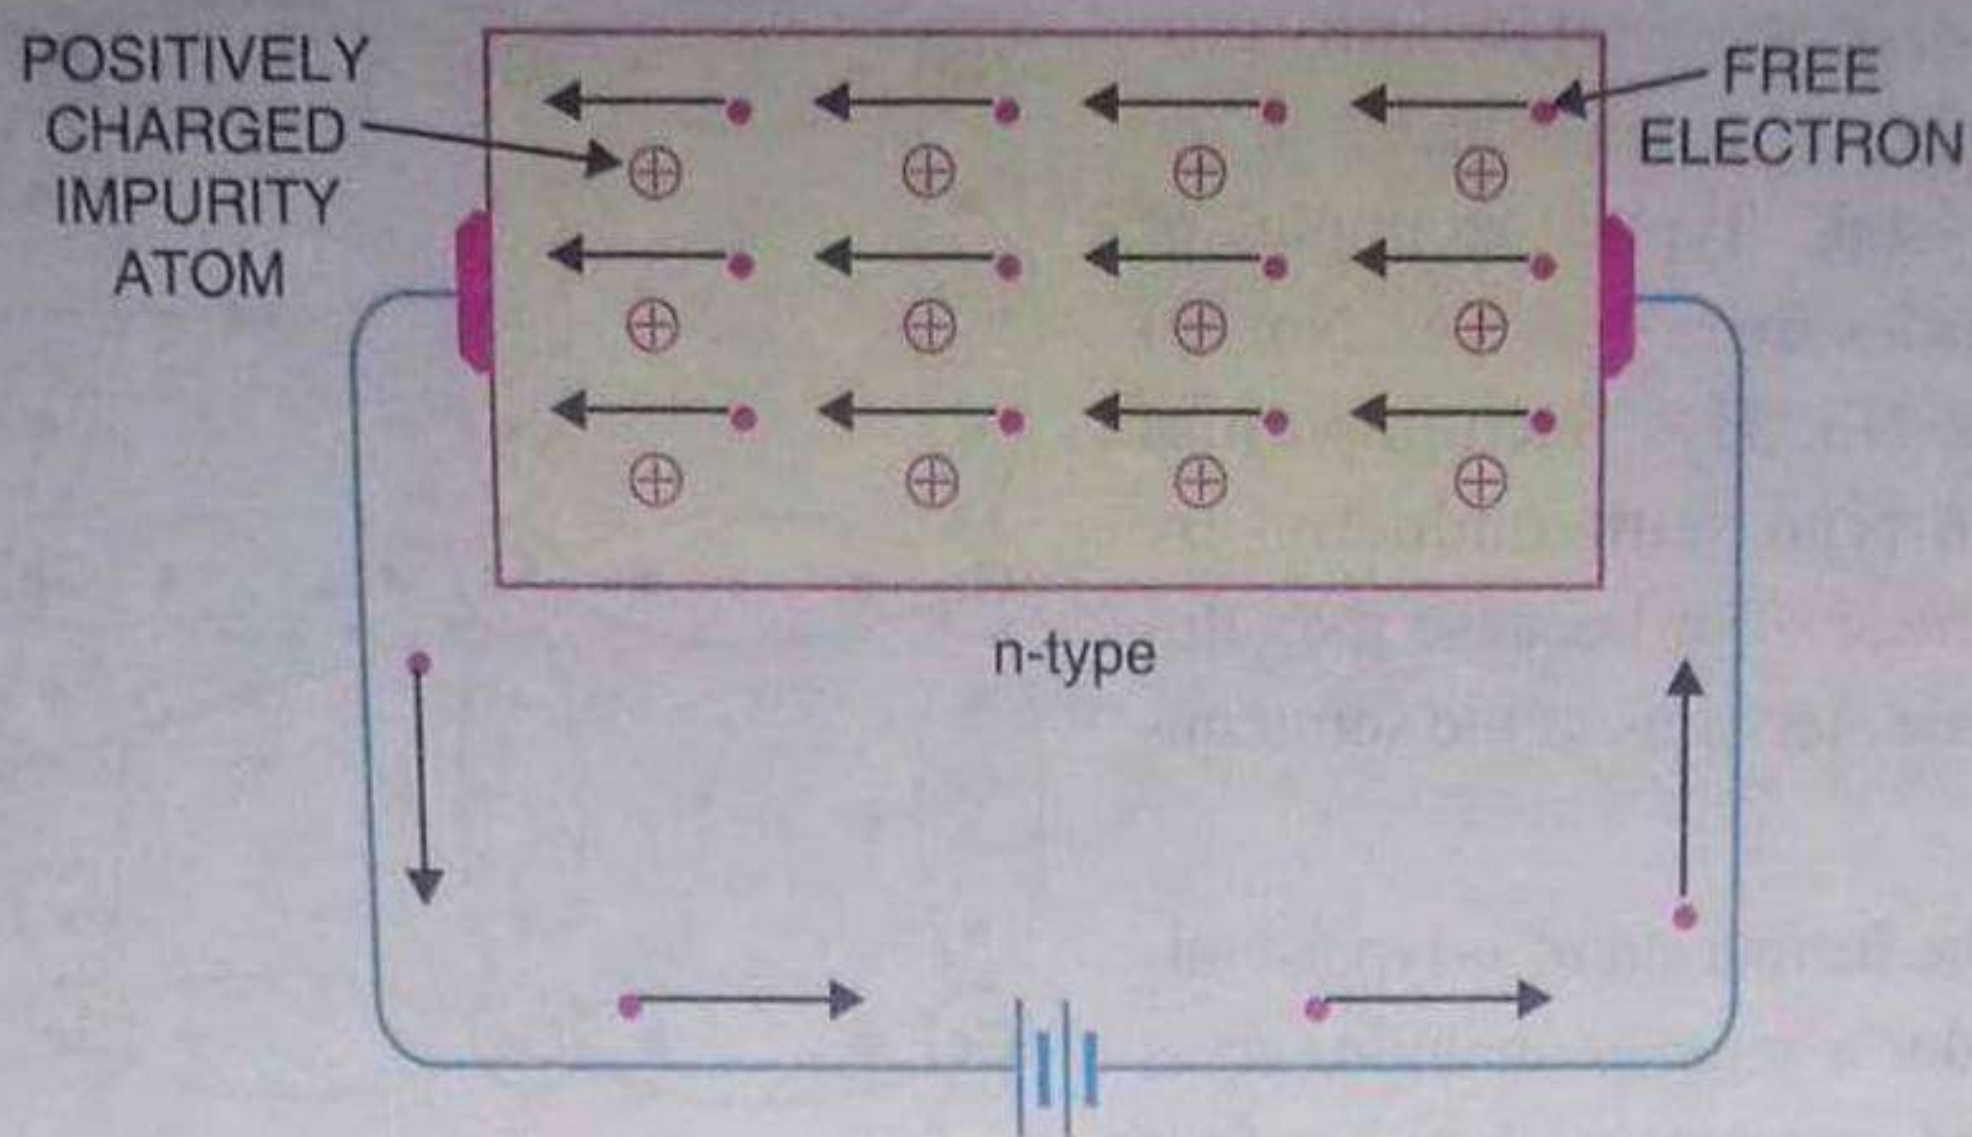 POSITIVELY
CHARGED
IMPURITY
ATOM
FREE
ELECTRON
n-type